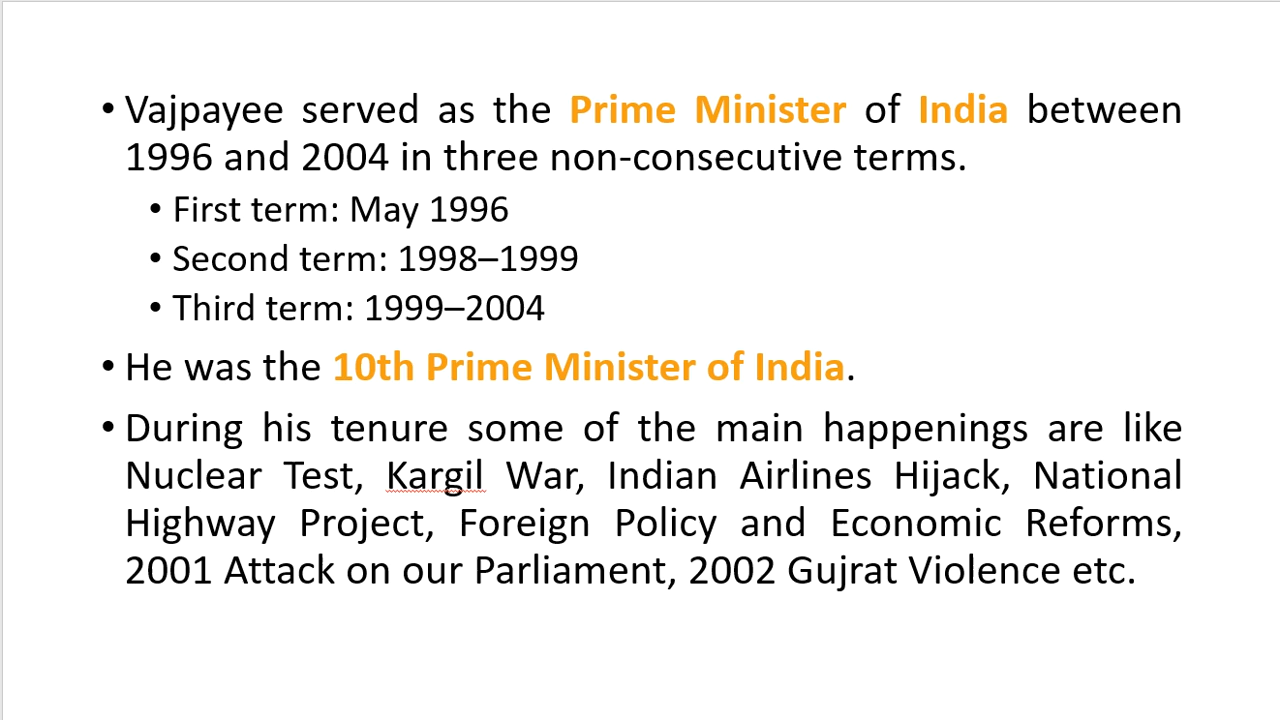 • Vajpayee served as the Prime Minister of India between
1996 and 2004 in three non-consecutive terms.
• First term: May 1996
• Second term: 1998–1999
• Third term: 1999–2004
• He was the 10th Prime Minister of India.
• During his tenure some of the main happenings are like
Nuclear Test, Kargil War, Indian Airlines Hijack, National
Highway Project, Foreign Policy and Economic Reforms,
2001 Attack on our Parliament, 2002 Gujrat Violence etc.